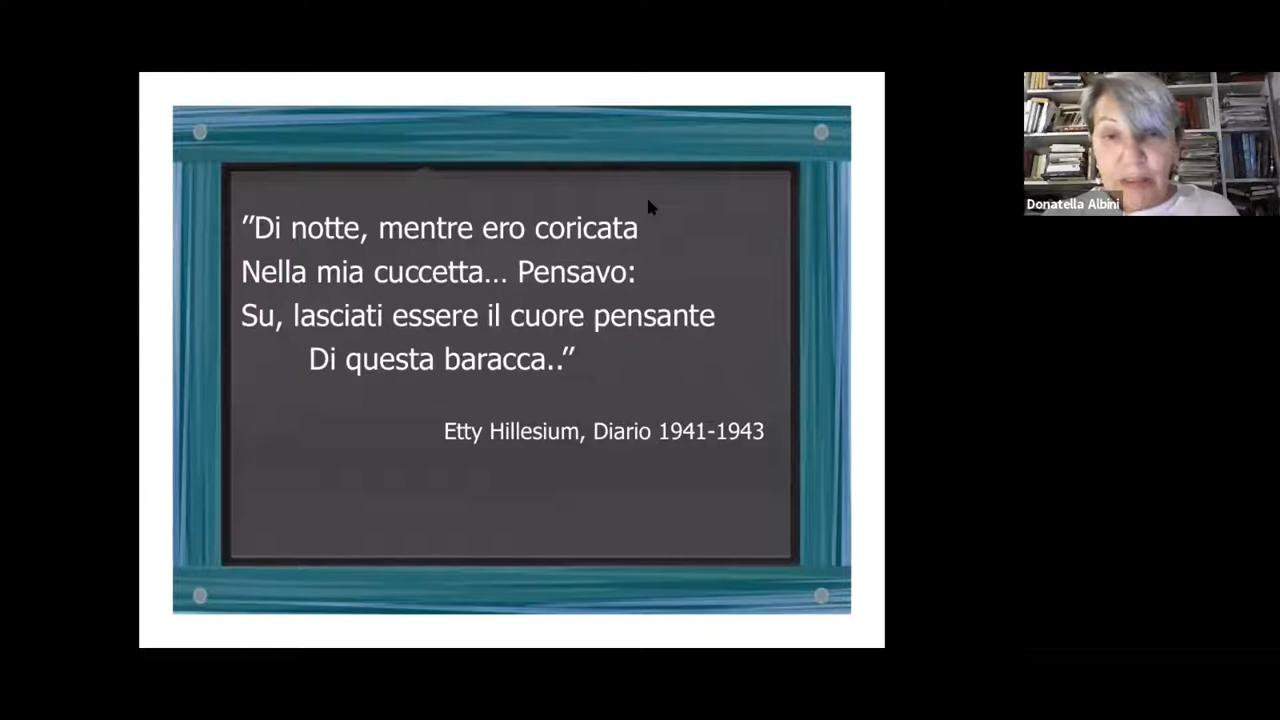 ”Di notte, mentre ero coricata
Nella mia cuccetta… Pensavo:
Su, lasciati essere il cuore pensante
Di questa baracca..”
Etty Hillesium, Diario 1941-1943
Donatella Albini